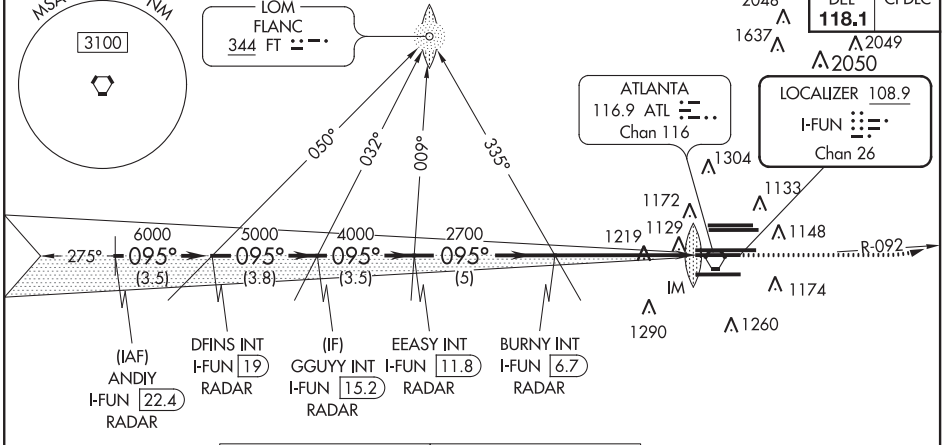 MSA
NM
3100
LOM
FLANC
344 FT
2048
1637
DEL
118.1
CPDLC
2049
2050
ATLANTA
116.9 ATL
Chan 116
LOCALIZER 108.9
I-FUN
Chan 26
050°
032°
009°
335°
1304
1172
1133
1129
1219
1148
R-092
6000
5000
4000
2700
275°
095°
095°
095°
095°
(3.5)
(3.8)
(3.5)
(5)
IM
1174
1290
1260
(IAF)
ANDIY
I-FUN 22.4
RADAR
DFINS INT
I-FUN 19
RADAR
(IF)
GGUYY INT
I-FUN 15.2
RADAR
EEASY INT
I-FUN 11.8
RADAR
BURNY INT
I-FUN 6.7
RADAR